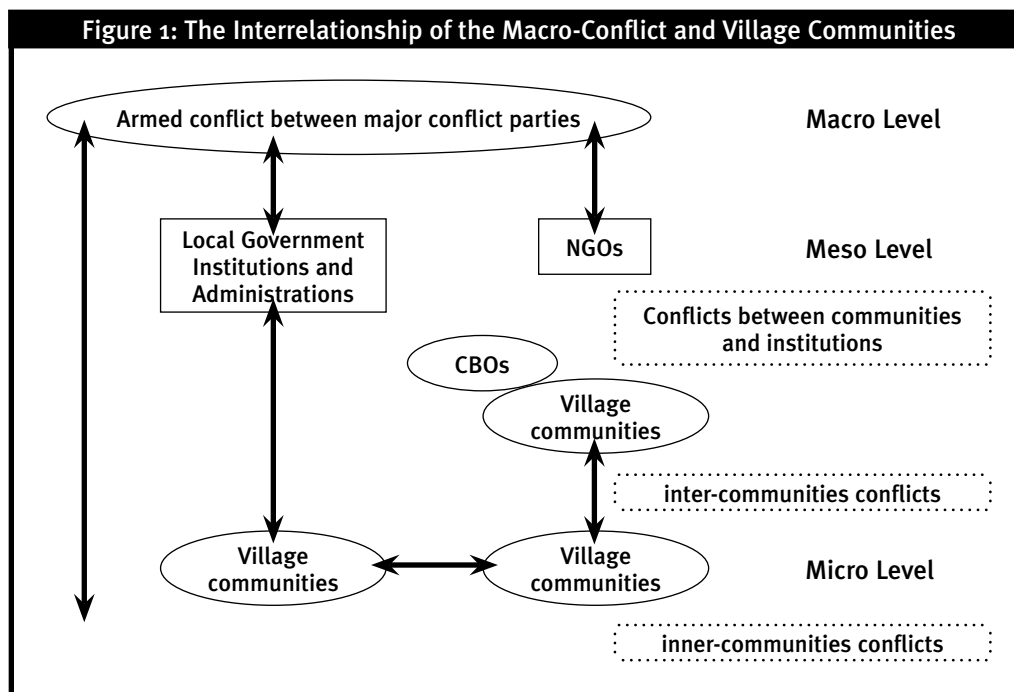 Figure 1: The Interrelationship of the Macro-Conflict and Village Communities
Armed conflict between major conflict parties
Macro Level
Local Government
Institutions and
Administrations
NGOs
Meso Level
Conflicts between communities
and institutions
CBOs
Village
communities
inter-communities conflicts
Village
communities
Village
communities
Micro Level
inner-communities conflicts